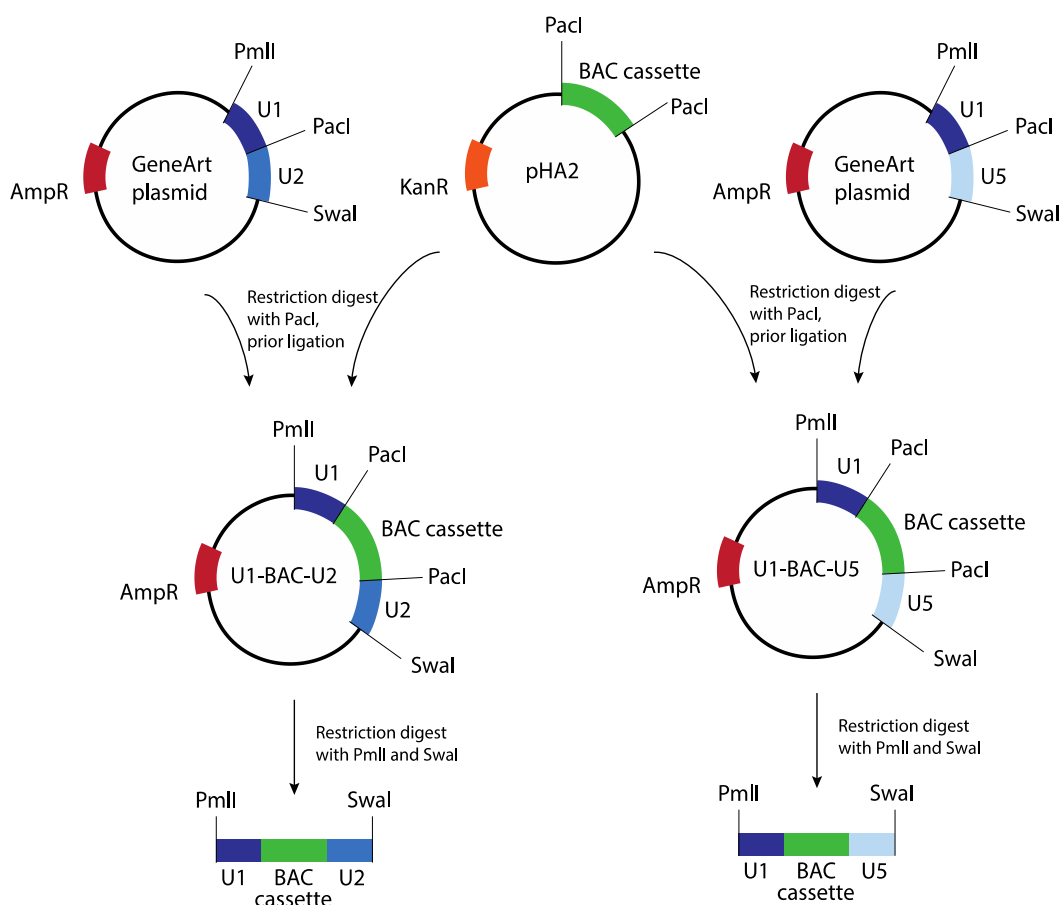 PacI
PmlI
BAC cassette
PmlI
U1
PacI
U1
PacI
PacI
GeneArt
plasmid
pHA2
GeneArt
plasmid
AmpR
U2
KanR
AmpR
U5
SwaI
SwaI
Restriction digest
with PacI,
prior ligation
Restriction digest
with PacI,
prior ligation
PmlI
PacI
U1
BAC cassette
U1-BAC-U2
PacI
AmpR
U2
SwaI
PmlI
PacI
U1
BAC cassette
U1-BAC-U5
PacI
AmpR
U5
SwaI
Restriction digest
with PmlI and SwaI
Restriction digest
with PmlI and SwaI
PmlI
SwaI
U1
BAC
cassette
U2
PmlI
SwaI
U1
BAC
cassette
U5